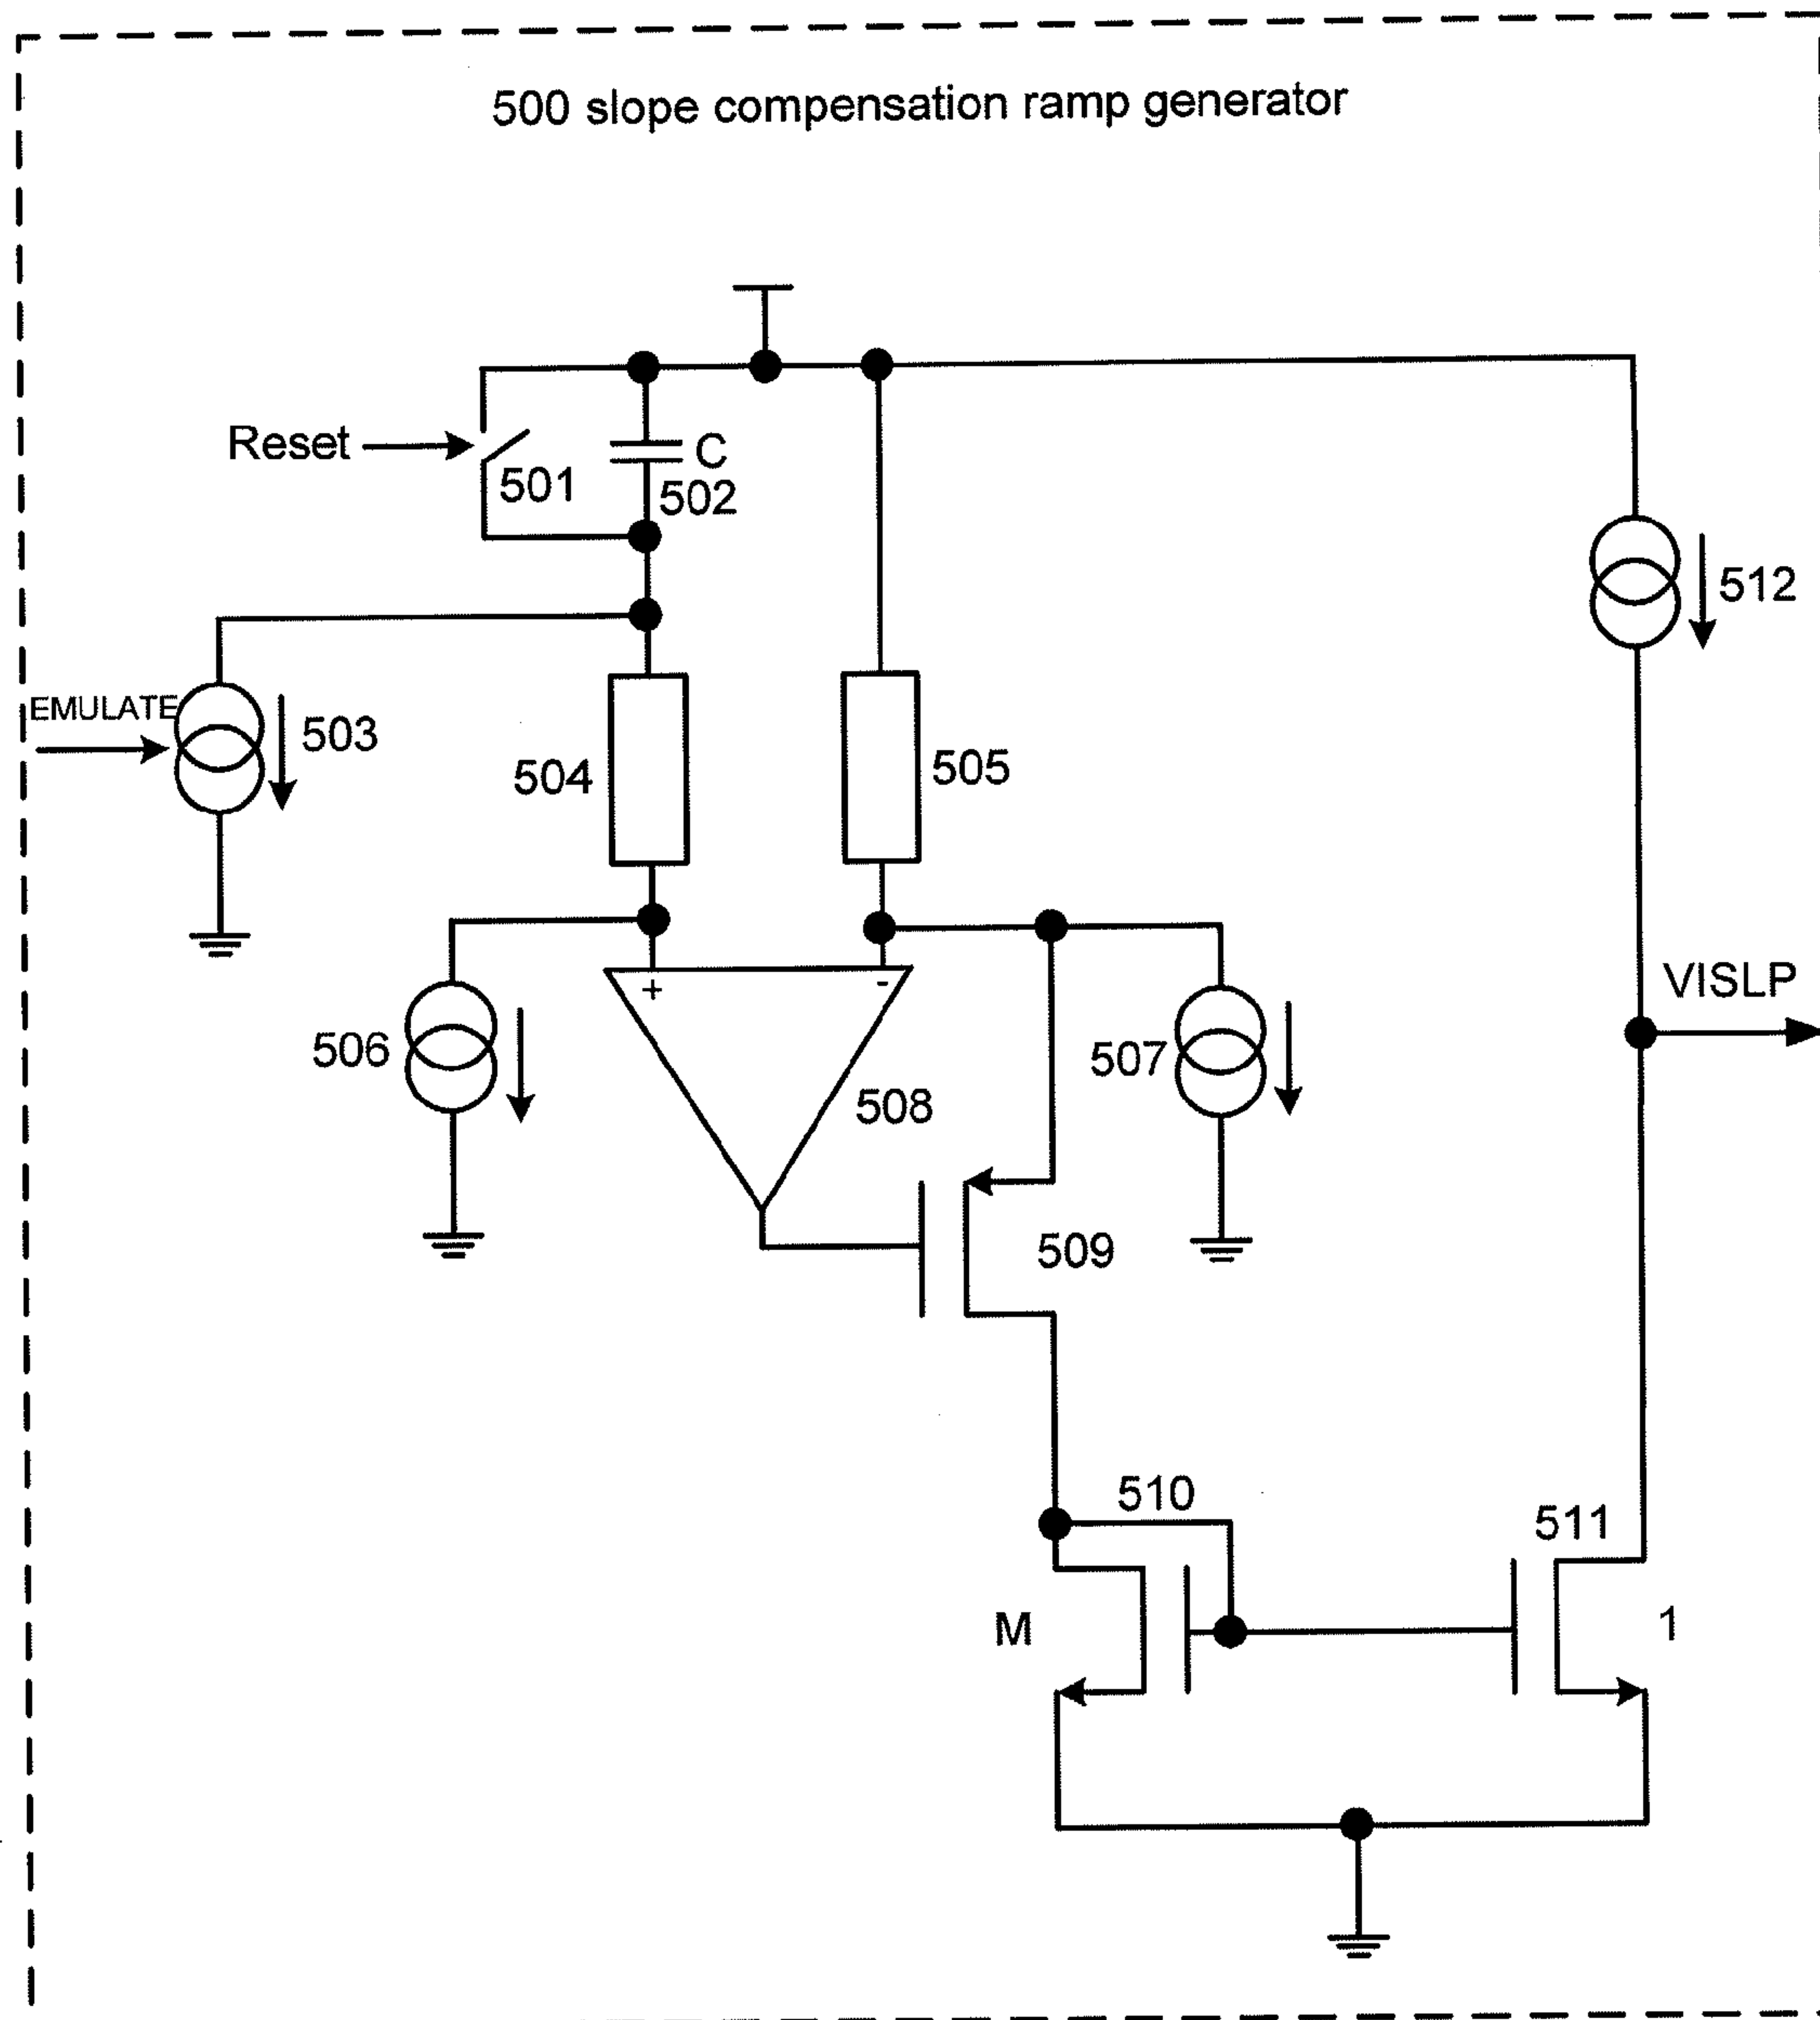 500 slope compensation ramp generator
Reset
501
C
502
512
EMULATE
503
504
505
VISLP
+
-
506
507
508
509
510
511
M
1